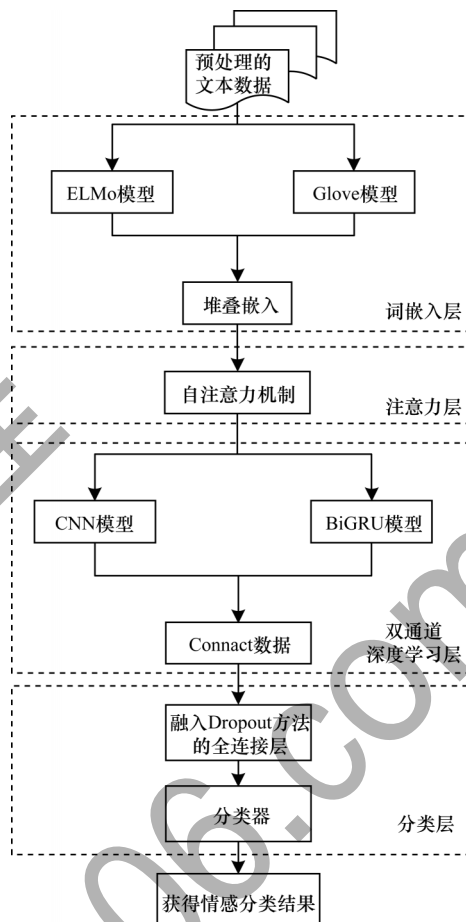 预处理的
文本数据
ELMo模型
Glove模型
堆叠嵌入
词嵌入层
自注意力机制
注意力层
CNN模型
BiGRU模型
双通道
深度学习层
Connact数据
融入Dropout方法
的全连接层
分类器
分类层
获得情感分类结果
06.com